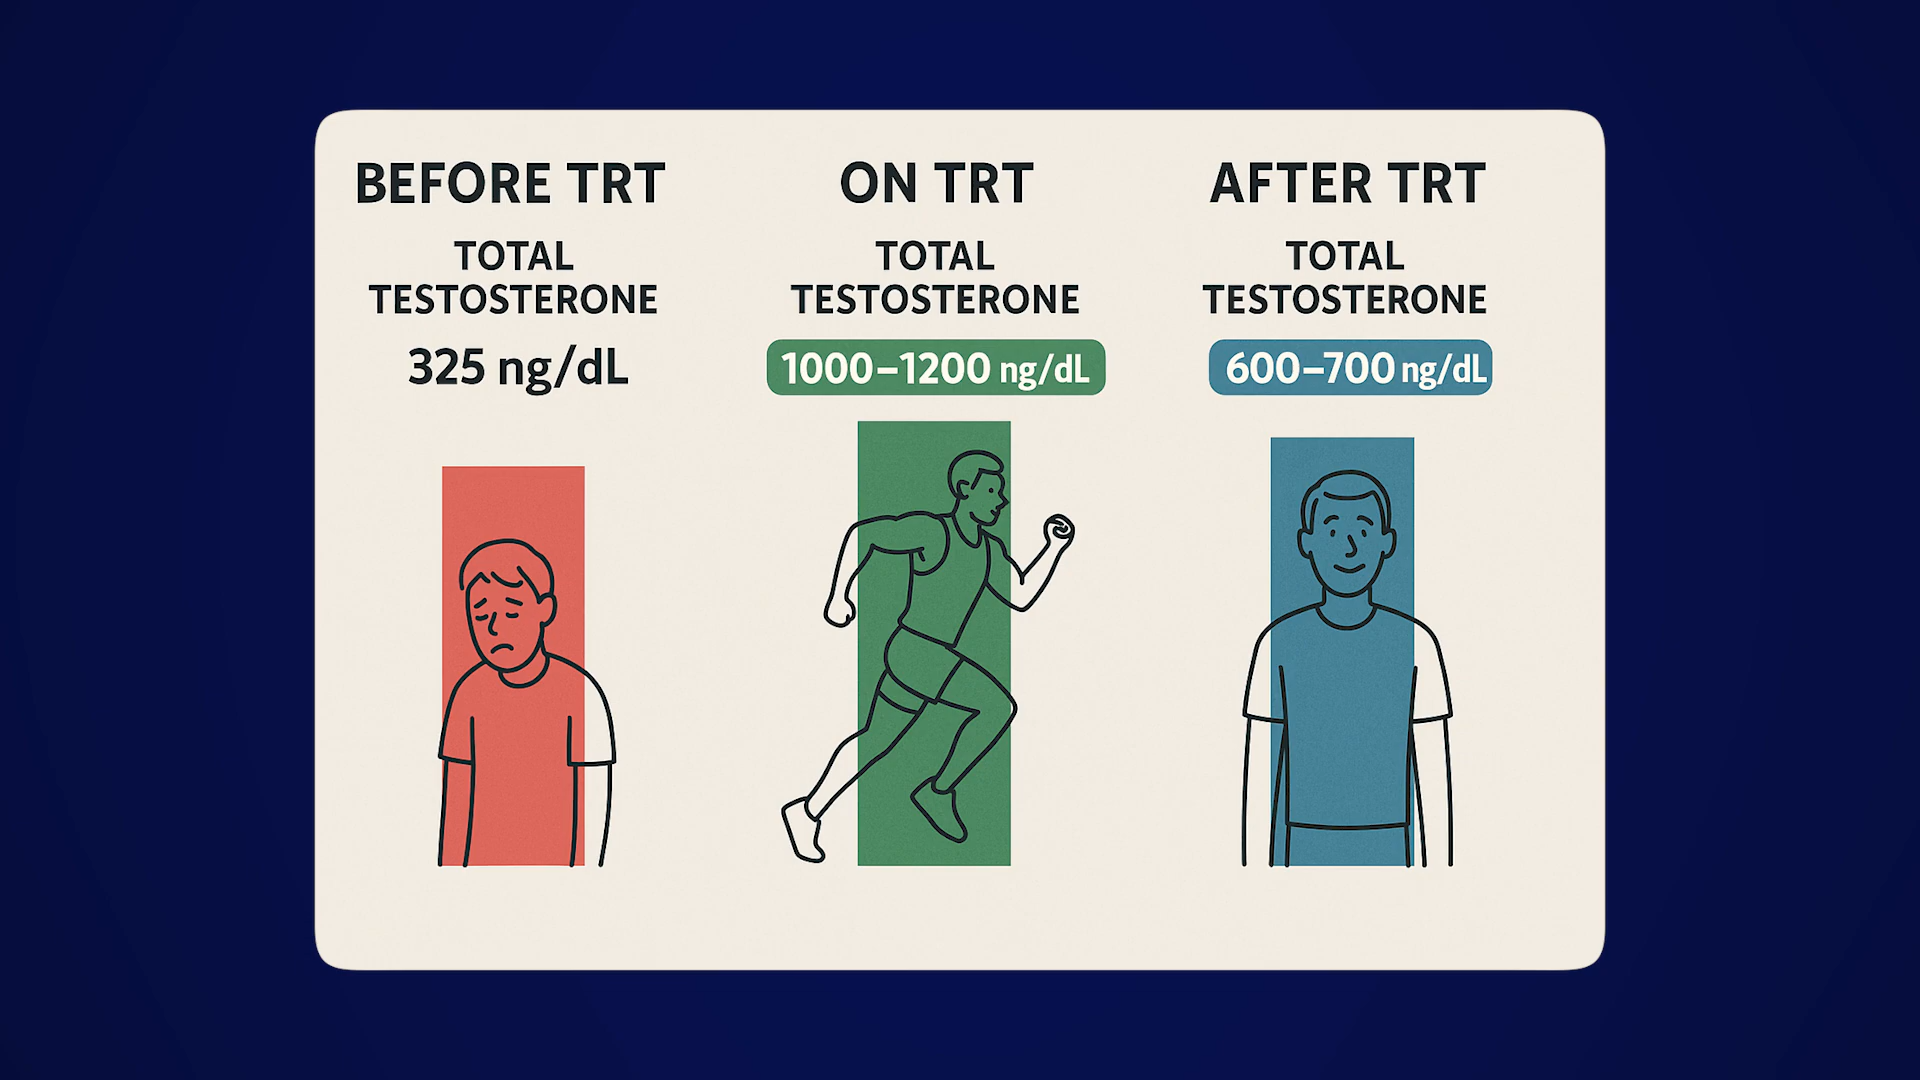 BEFORE TRT
TOTAL
TESTOSTERONE
325 ng/dL
ON TRT
TOTAL
TESTOSTERONE
1000–1200 ng/dL
AFTER TRT
TOTAL
TESTOSTERONE
600–700 ng/dL